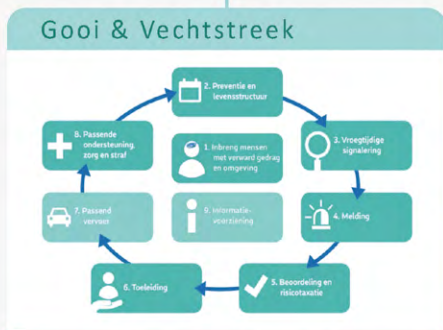 Gooi & Vechtstreek
2. Preventie en
levensstructuur
8. Passende
ondersteuning,
zorg en straf
1. Inbreng mensen
met verward gedrag
en omgeving
3. Vroegtijdige
signalering
7. Passend
vervoer
9. Informatie-
voorziening
4. Melding
6. Toeleiding
5. Beoordeling en
risicotaxatie